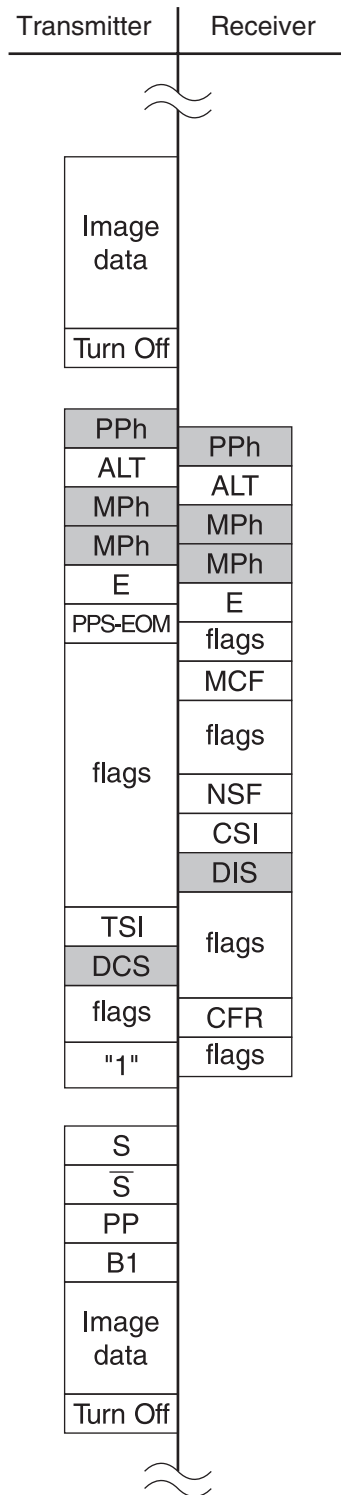 Transmitter Receiver
Image
data
Turn Off
PPh
PPh
ALT
ALT
MPh
MPh
MPh
MPh
E
E
PPS-EOM
flags
MCF
flags
flags
NSF
CSI
DIS
TSI
flags
DCS
flags
CFR
"1"
flags
S
S̅
PP
B1
Image
data
Turn Off